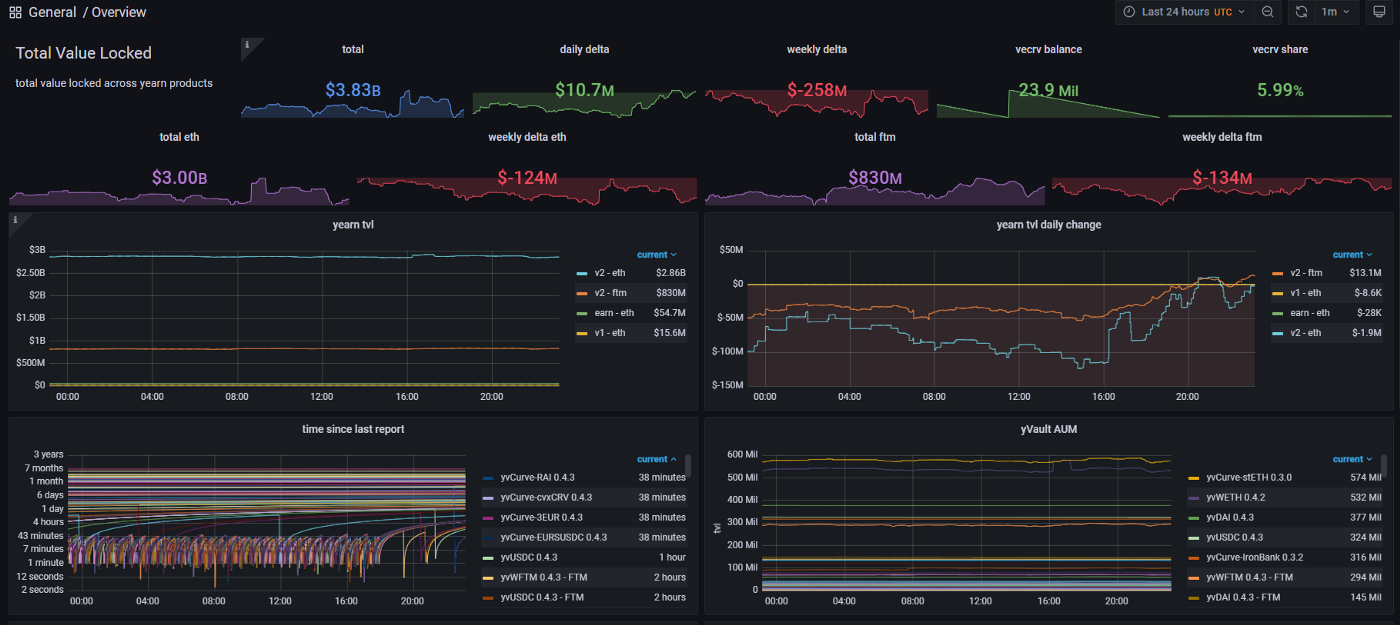 General / Overview
Last 24 hours UTC
1m
Total Value Locked
total value locked across yearn products
i
total
$3.83B
daily delta
$10.7M
weekly delta
$-258M
vecrv balance
23.9 Mil
vecrv share
5.99%
total eth
$3.00B
weekly delta eth
$-124M
total ftm
$830M
weekly delta ftm
$-134M
i
yearn tvl
$3B
$2.50B
$2B
$1.50B
$1B
$500M
$0
00:00 04:00 08:00 12:00 16:00 20:00
current
v2 - eth $2.86B
v2 - ftm $830M
earn - eth $54.7M
v1 - eth $15.6M
yearn tvl daily change
$50M
$0
$-50M
$-100M
$-150M
00:00 04:00 08:00 12:00 16:00 20:00
current
v2 - ftm $13.1M
v1 - eth $-8.6K
earn - eth $-28K
v2 - eth $-1.9M
time since last report
3 years
7 months
1 month
6 days
1 day
4 hours
43 minutes
7 minutes
1 minute
12 seconds
2 seconds
00:00 04:00 08:00 12:00 16:00 20:00
current
yvCurve-RAI 0.4.3 38 minutes
yvCurve-cvxCRV 0.4.3 38 minutes
yvCurve-3EUR 0.4.3 38 minutes
yvCurve-EURSUSDC 0.4.3 38 minutes
yvUSDC 0.4.3 1 hour
yvWFTM 0.4.3 - FTM 2 hours
yvUSDC 0.4.3 - FTM 2 hours
yVault AUM
tvl
600 Mil
500 Mil
400 Mil
300 Mil
200 Mil
100 Mil
0
00:00 04:00 08:00 12:00 16:00 20:00
current
yvCurve-stETH 0.3.0 574 Mil
yvWETH 0.4.2 532 Mil
yvDAI 0.4.3 377 Mil
yvUSDC 0.4.3 324 Mil
yvCurve-IronBank 0.3.2 316 Mil
yvWFTM 0.4.3 - FTM 294 Mil
yvDAI 0.4.3 - FTM 145 Mil